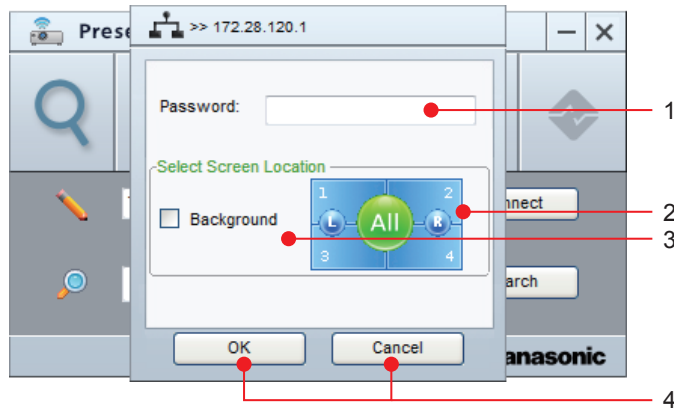 Prese
>> 172.28.120.1
Password:
1
Select Screen Location
Background
1 2
L All R
3 4
nnect
2
3
arch
OK Cancel
anasonic
4